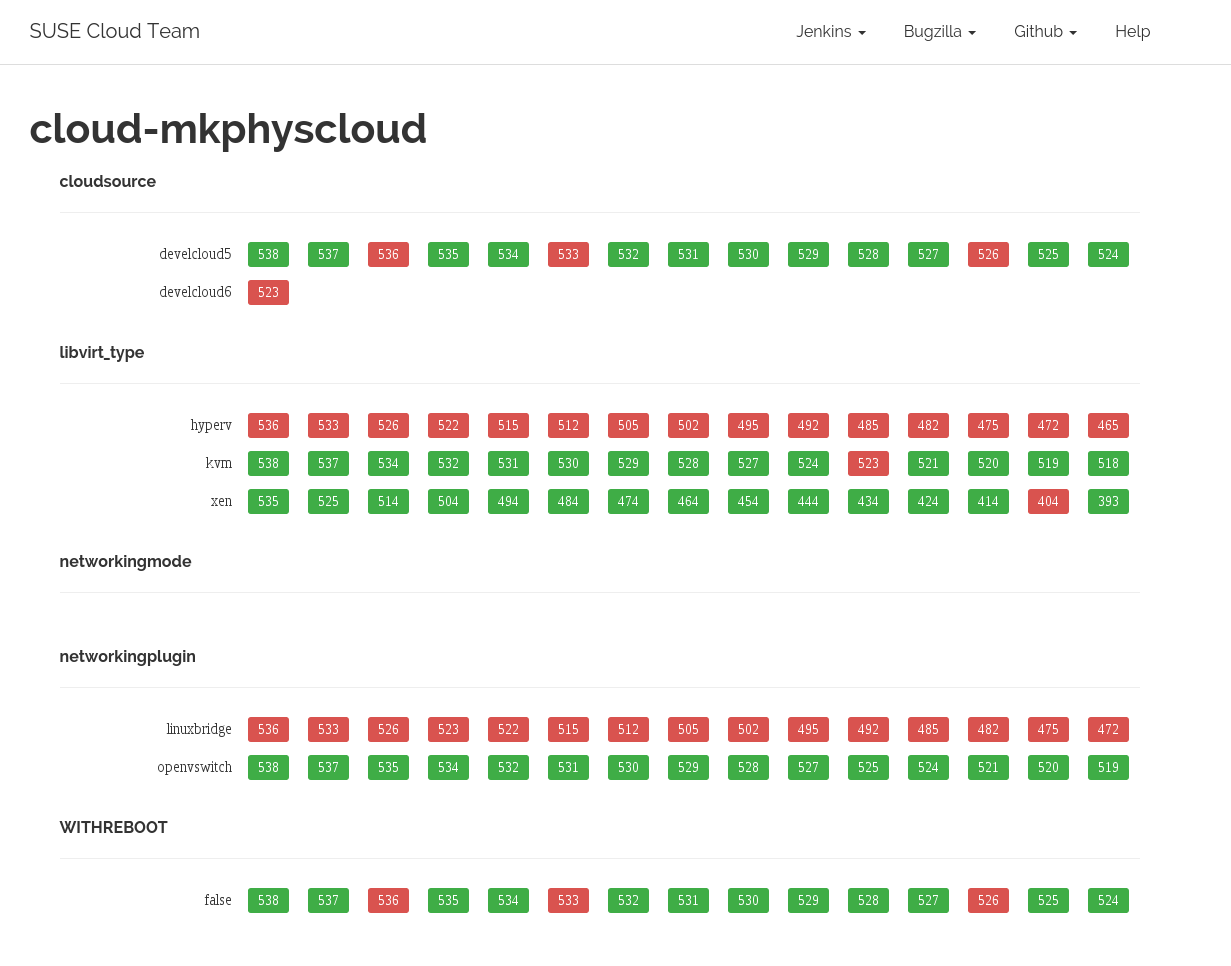 SUSE Cloud Team Jenkins Bugzilla Github Help
cloud-mkphyscloud
cloudsource
develcloud5 538 537 536 535 534 533 532 531 530 529 528 527 526 525 524
develcloud6 523
libvirt_type
hyperv 536 533 526 522 515 512 505 502 495 492 485 482 475 472 465
kvm 538 537 534 532 531 530 529 528 527 524 523 521 520 519 518
xen 535 525 514 504 494 484 474 464 454 444 434 424 414 404 393
networkingmode
networkingplugin
linuxbridge 536 533 526 523 522 515 512 505 502 495 492 485 482 475 472
openvswitch 538 537 535 534 532 531 530 529 528 527 525 524 521 520 519
WITHREBOOT
false 538 537 536 535 534 533 532 531 530 529 528 527 526 525 524